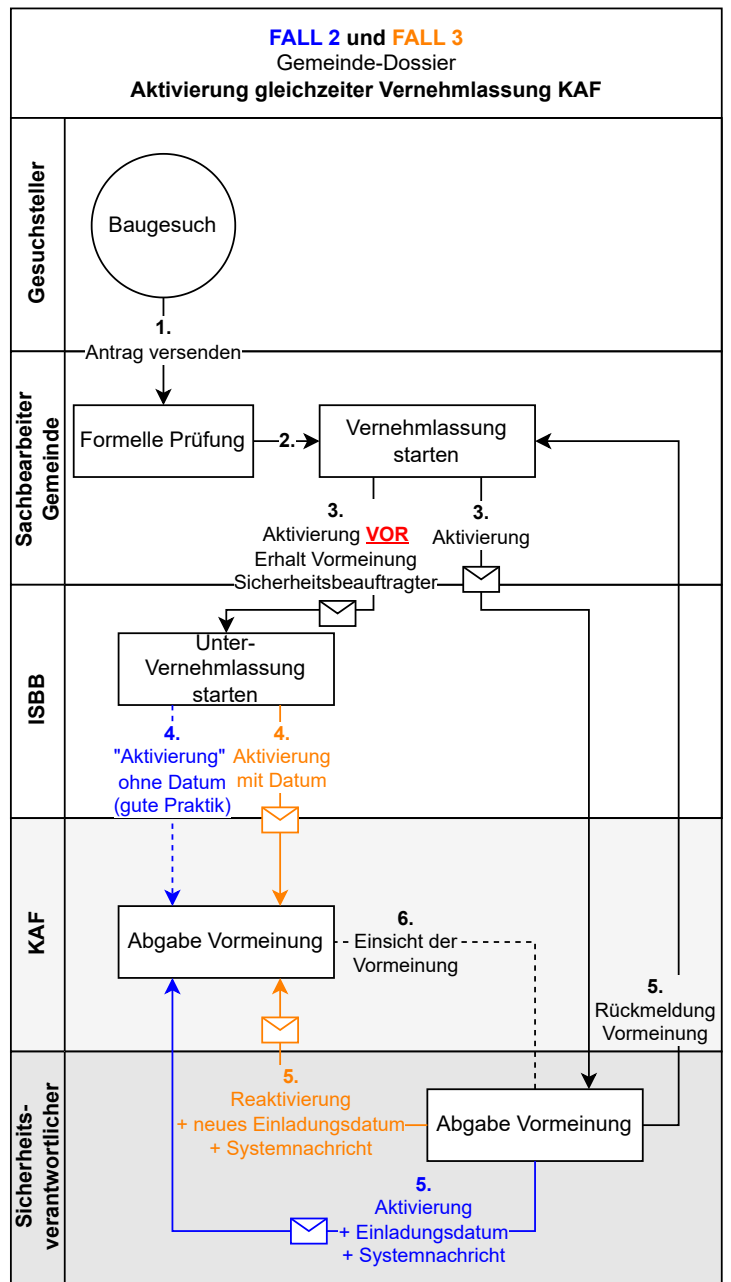 FALL 2 und FALL 3
Gemeinde-Dossier
Aktivierung gleichzeiter Vernehmlassung KAF
Gesuchsteller
Baugesuch
1.
Antrag versenden
Sachbearbeiter
Gemeinde
Formelle Prüfung
2.
Vernehmlassung
starten
3.
Aktivierung VOR
Erhalt Vormeinung
Sicherheitsbeauftragter
3.
Aktivierung
ISBB
Unter-
Vernehmlassung
starten
4.
"Aktivierung"
ohne Datum
(gute Praktik)
4.
Aktivierung
mit Datum
KAF
Abgabe Vormeinung
6.
Einsicht der
Vormeinung
5.
Rückmeldung
Vormeinung
Sicherheits-
verantwortlicher
5.
Reaktivierung
+ neues Einladungsdatum
+ Systemnachricht
Abgabe Vormeinung
5.
Aktivierung
+ Einladungsdatum
+ Systemnachricht